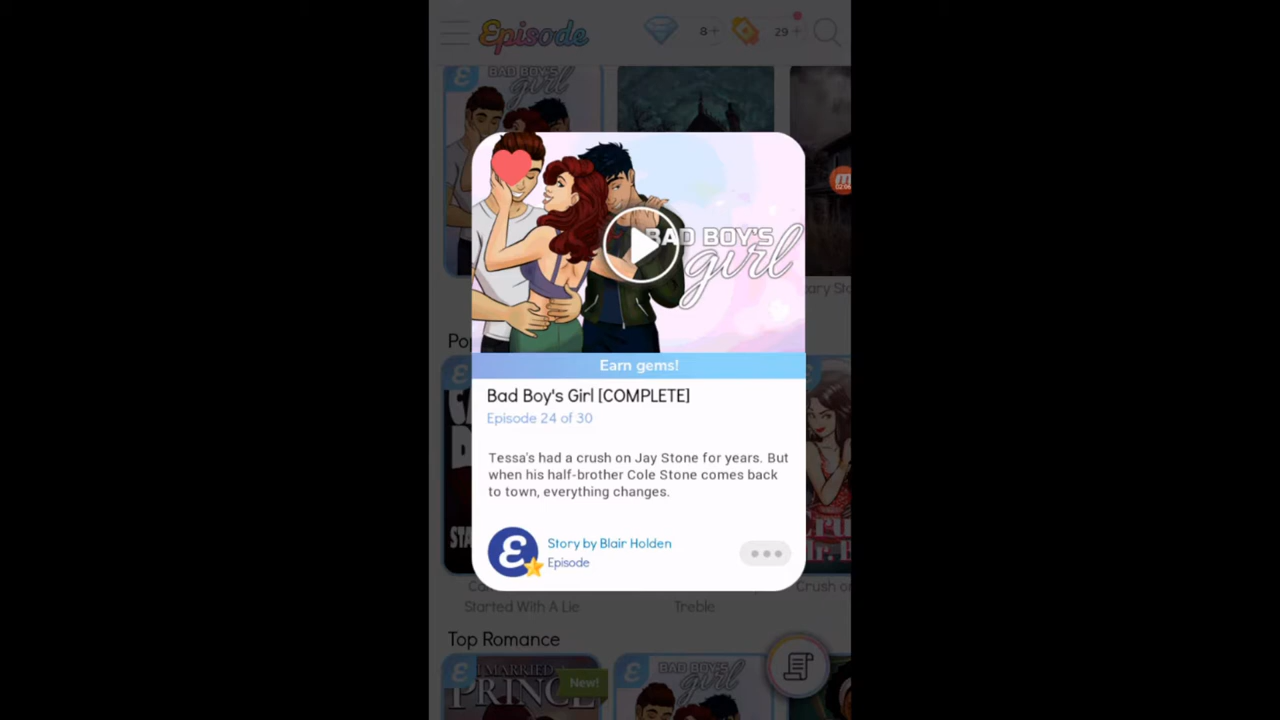 Episode
8 +
29 +
BAD BOY'S
girl
BAD BOY'S
girl
Earn gems!
Bad Boy's Girl [COMPLETE]
Episode 24 of 30
Tessa's had a crush on Jay Stone for years. But
when his half-brother Cole Stone comes back
to town, everything changes.
Story by Blair Holden
Episode
Started With A Lie
Treble
Crush on
Top Romance
I MARRIED
PRINCE
New!
BAD BOY'S
girl